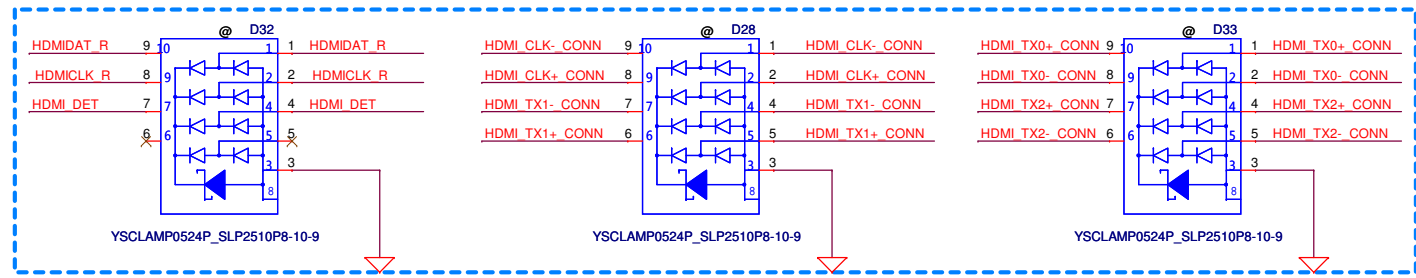 @ D32
HDMIDAT_R 9 10 1 1 HDMIDAT_R
HDMICLK_R 8 9 2 2 HDMICLK_R
HDMI_DET 7 7 4 4 HDMI_DET
6 6 5 5
3 3
8
YSCLAMP0524P_SLP2510P8-10-9
@ D28
HDMI_CLK-_CONN 9 10 1 1 HDMI_CLK-_CONN
HDMI_CLK+_CONN 8 9 2 2 HDMI_CLK+_CONN
HDMI_TX1-_CONN 7 7 4 4 HDMI_TX1-_CONN
HDMI_TX1+_CONN 6 6 5 5 HDMI_TX1+_CONN
3 3
8
YSCLAMP0524P_SLP2510P8-10-9
@ D33
HDMI_TX0+_CONN 9 10 1 1 HDMI_TX0+_CONN
HDMI_TX0-_CONN 8 9 2 2 HDMI_TX0-_CONN
HDMI_TX2+_CONN 7 7 4 4 HDMI_TX2+_CONN
HDMI_TX2-_CONN 6 6 5 5 HDMI_TX2-_CONN
3 3
8
YSCLAMP0524P_SLP2510P8-10-9